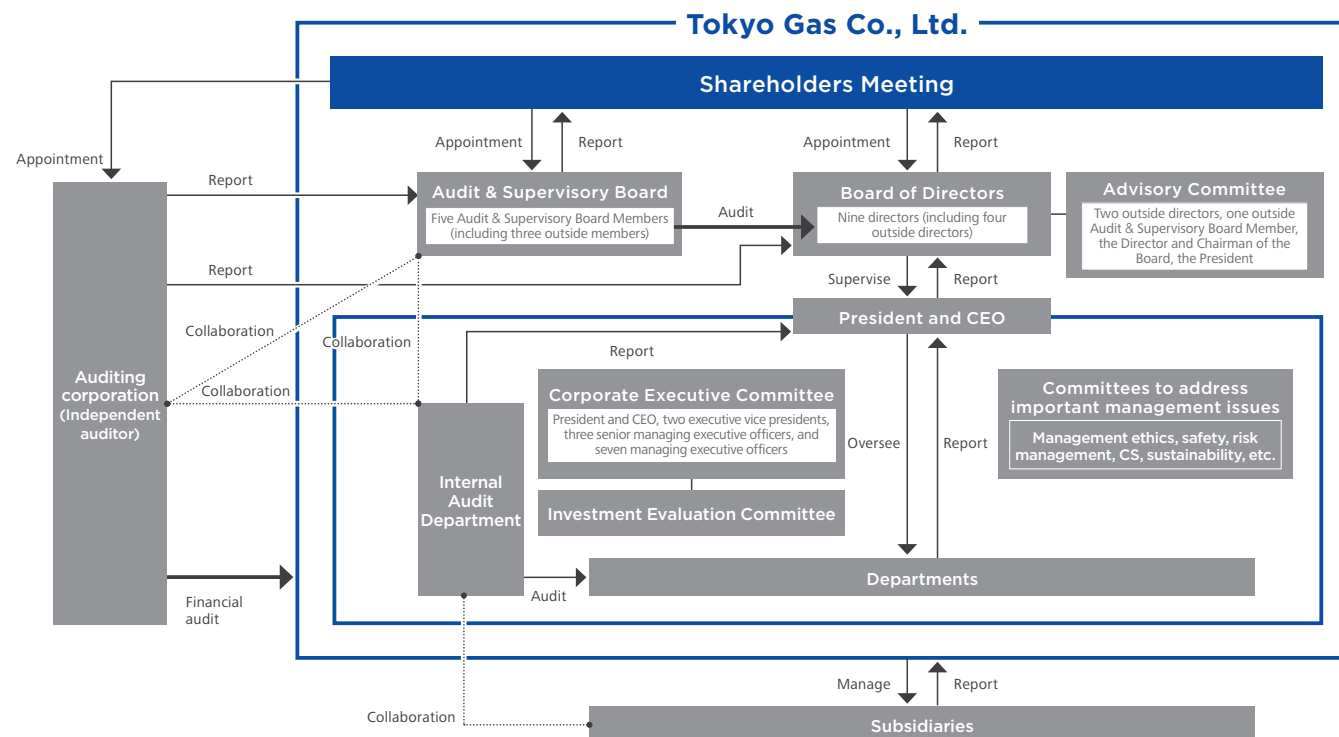 Tokyo Gas Co., Ltd.
Shareholders Meeting
Appointment
Appointment
Report
Appointment
Report
Report
Audit & Supervisory Board
Five Audit & Supervisory Board Members
(including three outside members)
Audit
Board of Directors
Nine directors (including four
outside directors)
Advisory Committee
Two outside directors, one outside
Audit & Supervisory Board Member,
the Director and Chairman of the
Board, the President
Report
Supervise
Report
President and CEO
Collaboration
Collaboration
Collaboration
Report
Auditing
corporation
(Independent
auditor)
Corporate Executive Committee
President and CEO, two executive vice presidents,
three senior managing executive officers, and
seven managing executive officers
Oversee
Report
Committees to address
important management issues
Management ethics, safety, risk
management, CS, sustainability, etc.
Internal
Audit
Department
Investment Evaluation Committee
Audit
Departments
Financial
audit
Manage
Report
Collaboration
Subsidiaries